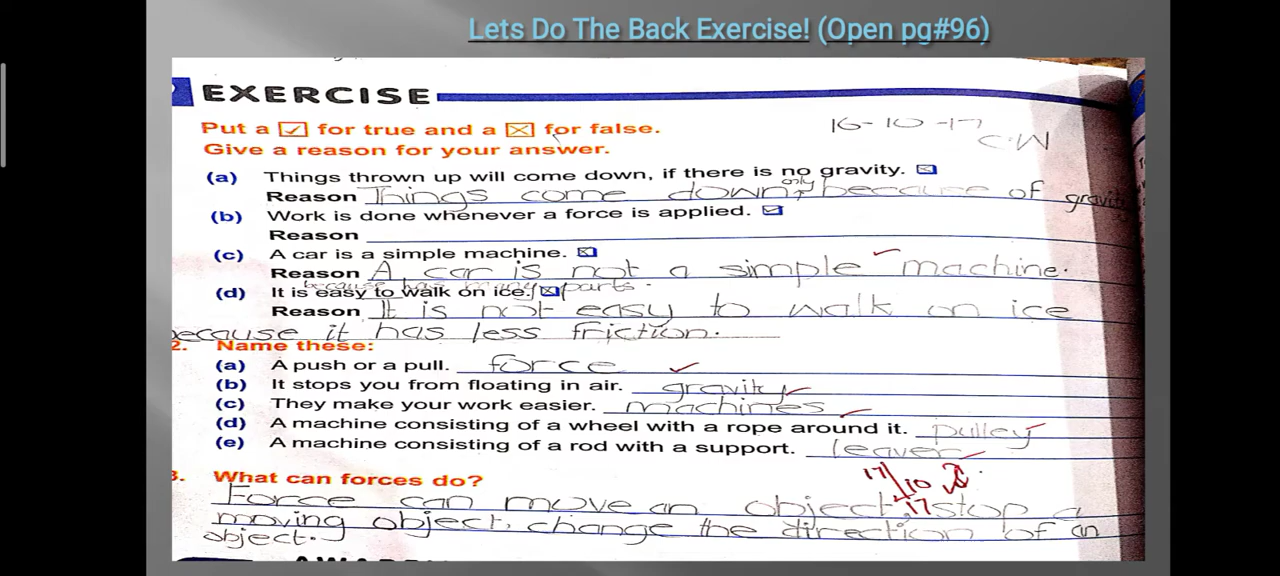 Lets Do The Back Exercise! (Open pg#96)
EXERCISE
Put a ☑ for true and a ☒ for false.
16-10-17
Give a reason for your answer.
C.W
(a) Things thrown up will come down, if there is no gravity. ☒
only
Reason Things come down, because of gravity
(b) Work is done whenever a force is applied. ☑
Reason
(c) A car is a simple machine. ☒
Reason A car is not a simple machine.
because has many parts.
(d) It is easy to walk on ice. ☒
Reason It is not easy to walk on ice
because it has less friction.
2. Name these:
(a) A push or a pull. force
(b) It stops you from floating in air. gravity
(c) They make your work easier. machines
(d) A machine consisting of a wheel with a rope around it. pulley
(e) A machine consisting of a rod with a support. leaver
17/10/17
3. What can forces do?
Force can move an object, stop a
moving object, change the direction of an
object.